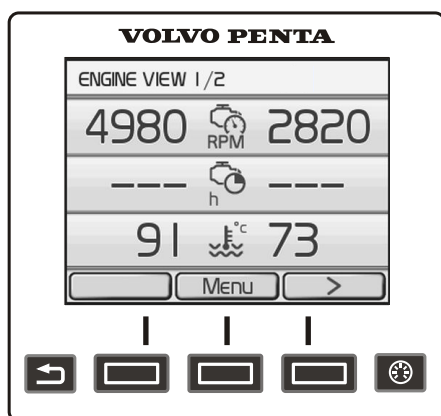 VOLVO PENTA
ENGINE VIEW 1/2
4980 RPM 2820
--- h ---
91 °c 73
Menu >